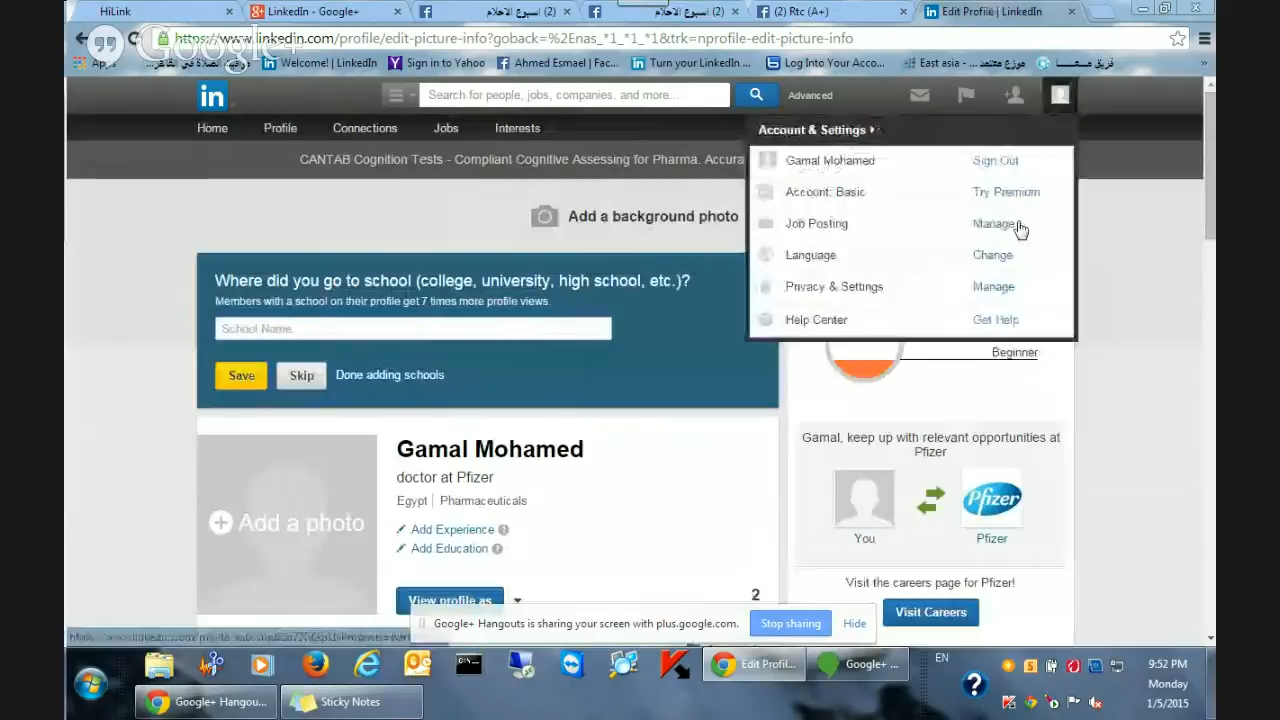 HiLink
LinkedIn - Google+
(2) اسبوع الاحلام
(2) اسبوع الاحلام
(2) Rtc (A+)
Edit Profile | LinkedIn
https://www.linkedin.com/profile/edit-picture-info?goback=%2Enas_*1_*1_*1&trk=nprofile-edit-picture-info
Google+
Apps
Welcome! | LinkedIn
Sign in to Yahoo
Ahmed Esmael | Fac...
Turn your LinkedIn ...
Log Into Your Acco...
East asia - موزع معتمد
in
Search for people, jobs, companies, and more...
Advanced
Home
Profile
Connections
Jobs
Interests
Account & Settings
CANTAB Cognition Tests - Compliant Cognitive Assessing for Pharma. Accura
Gamal Mohamed
Sign Out
Account: Basic
Try Premium
Job Posting
Manage
Language
Change
Privacy & Settings
Manage
Help Center
Get Help
Add a background photo
Where did you go to school (college, university, high school, etc.)?
Members with a school on their profile get 7 times more profile views.
School Name
Save
Skip
Done adding schools
Beginner
Gamal Mohamed
doctor at Pfizer
Egypt
Pharmaceuticals
Add Experience
Add Education
Add a photo
View profile as
2
Gamal, keep up with relevant opportunities at
Pfizer
Pfizer
You
Pfizer
Visit the careers page for Pfizer!
Visit Careers
Google+ Hangouts is sharing your screen with plus.google.com.
Stop sharing
Hide
Edit Profil...
Google+ ...
EN
9:52 PM
Monday
1/5/2015
Google+ Hangou...
Sticky Notes